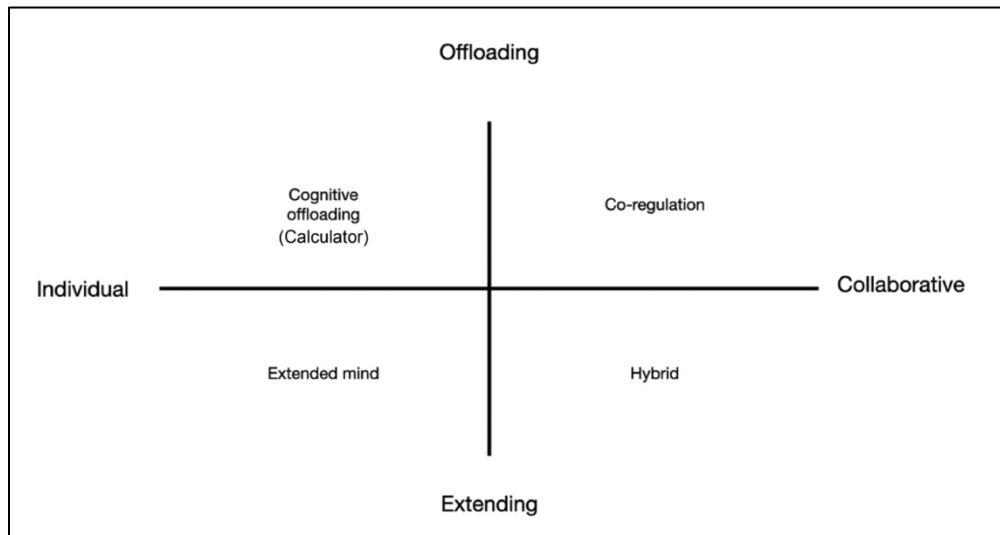 Offloading
Cognitive
offloading
(Calculator)
Co-regulation
Individual
Collaborative
Extended mind
Hybrid
Extending